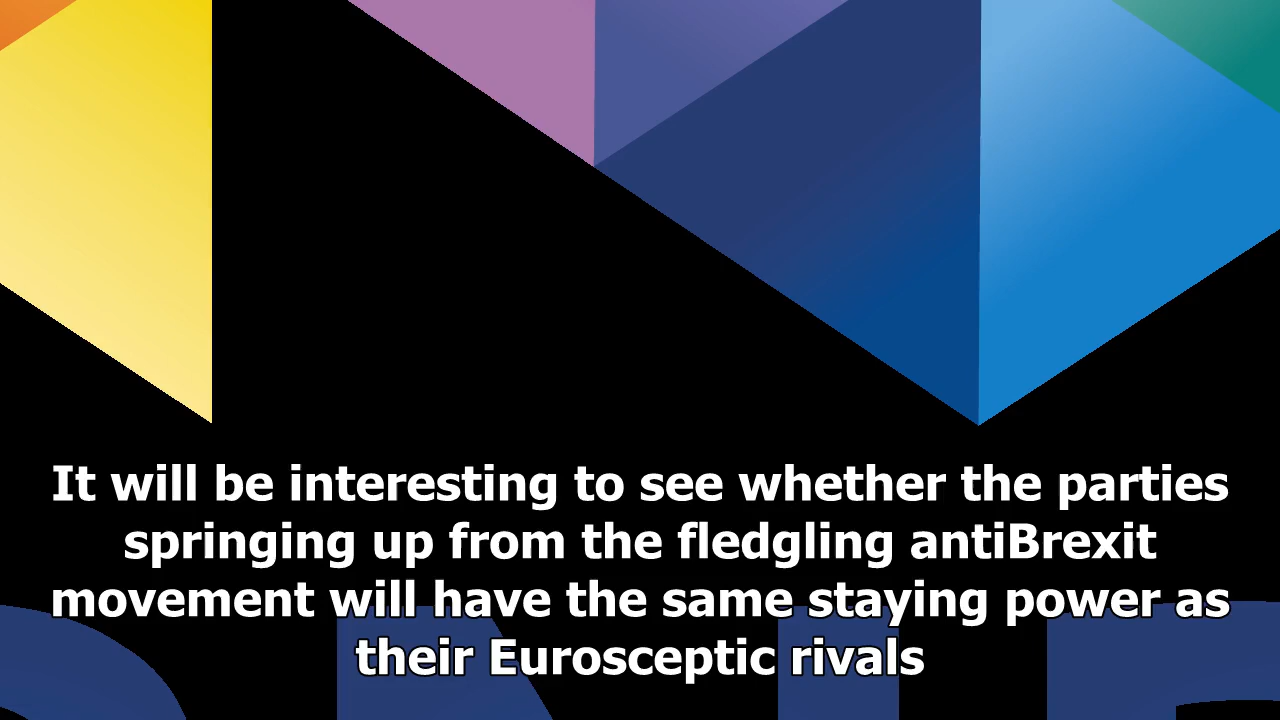 It will be interesting to see whether the parties
springing up from the fledgling antiBrexit
movement will have the same staying power as
their Eurosceptic rivals